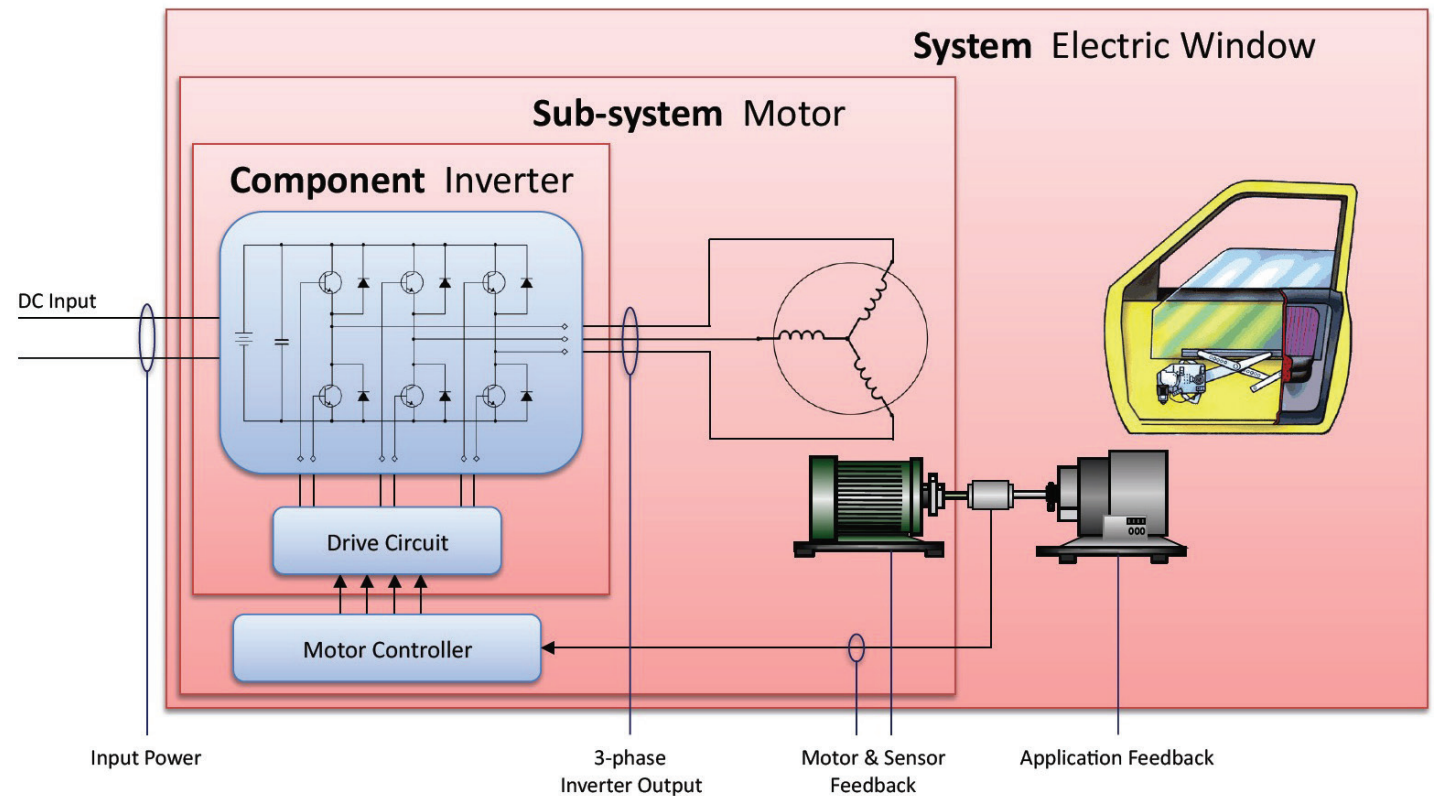 System Electric Window
Sub-system Motor
Component Inverter
DC Input
Drive Circuit
Motor Controller
Input Power
3-phase
Inverter Output
Motor & Sensor
Feedback
Application Feedback